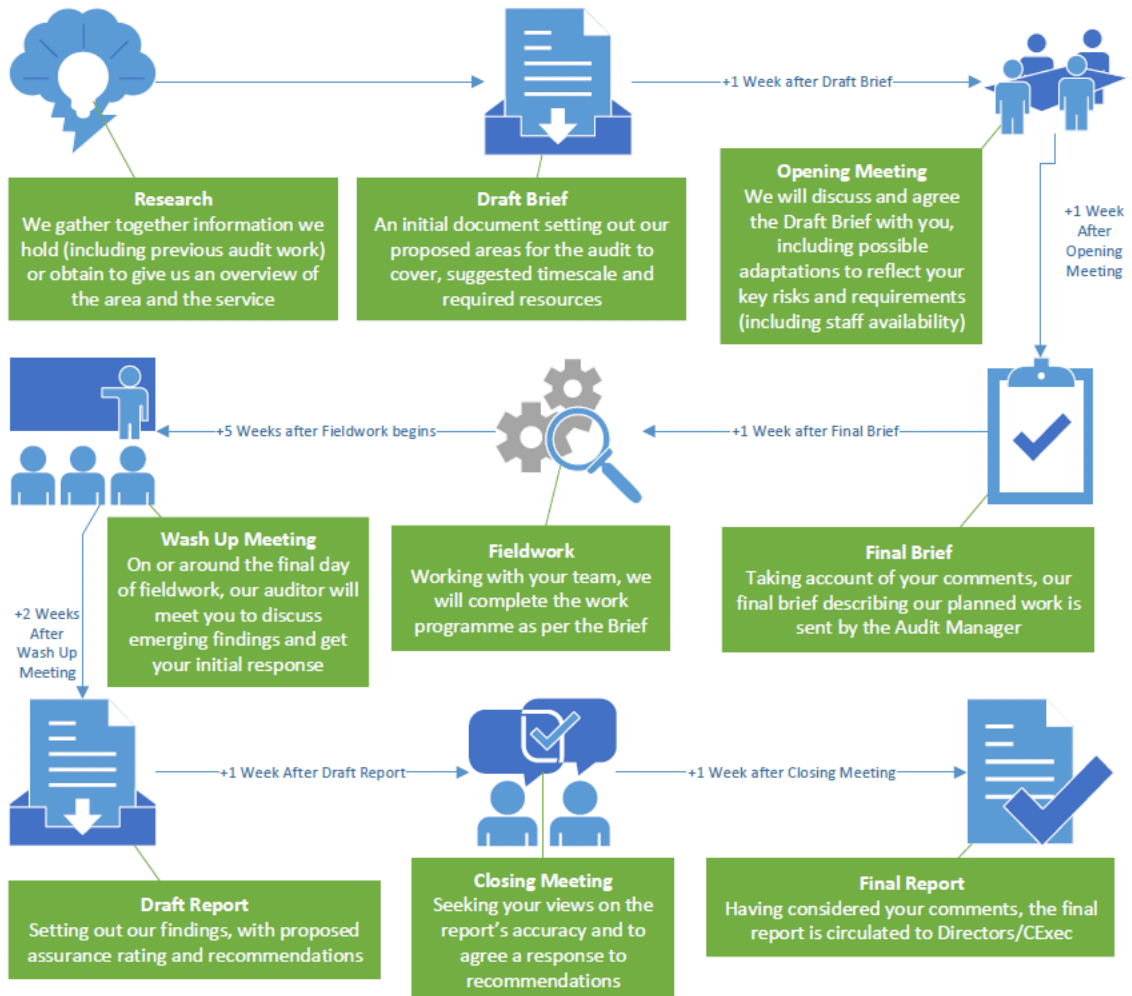 +1 Week after Draft Brief
Research
We gather together information we
hold (including previous audit work)
or obtain to give us an overview of
the area and the service
Draft Brief
An initial document setting out our
proposed areas for the audit to
cover, suggested timescale and
required resources
Opening Meeting
We will discuss and agree
the Draft Brief with you,
including possible
adaptations to reflect your
key risks and requirements
(including staff availability)
+1 Week
After
Opening
Meeting
+5 Weeks after Fieldwork begins
+1 Week after Final Brief
Wash Up Meeting
On or around the final day
of fieldwork, our auditor will
meet you to discuss
emerging findings and get
your initial response
Fieldwork
Working with your team, we
will complete the work
programme as per the Brief
Final Brief
Taking account of your comments, our
final brief describing our planned work is
sent by the Audit Manager
+2 Weeks
After
Wash Up
Meeting
+1 Week After Draft Report
+1 Week after Closing Meeting
Draft Report
Setting out our findings, with proposed
assurance rating and recommendations
Closing Meeting
Seeking your views on the
report's accuracy and to
agree a response to
recommendations
Final Report
Having considered your comments, the final
report is circulated to Directors/CExec